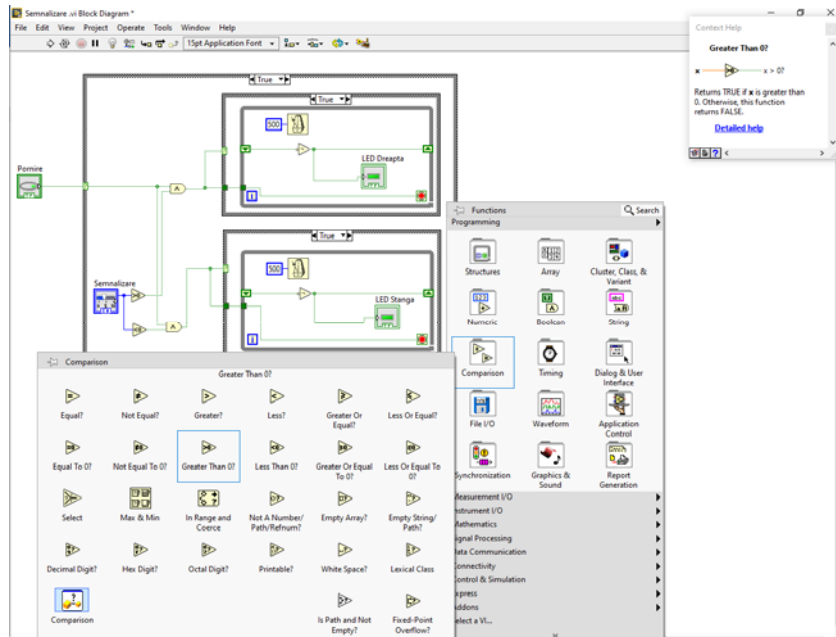 Semnalizare .vi Block Diagram *
File Edit View Project Operate Tools Window Help
15pt Application Font
Context Help
Greater Than 0?
x
x > 0?
Returns TRUE if x is greater than
0. Otherwise, this function
returns FALSE.
Detailed help
True
True
500
LED Dreapta
i
Pornire
True
500
LED Stanga
i
Semnalizare
Functions
Search
Programming
Structures
Array
Cluster, Class, &
Variant
Numeric
Boolean
String
Comparison
Timing
Dialog & User
Interface
File I/O
Waveform
Application
Control
Synchronization
Graphics &
Sound
Report
Generation
Measurement I/O
Instrument I/O
Mathematics
Signal Processing
Data Communication
Connectivity
Control & Simulation
Express
Addons
Select a VI...
Comparison
Greater Than 0?
Equal?
Not Equal?
Greater?
Less?
Greater Or
Equal?
Less Or Equal?
Equal To 0?
Not Equal To 0?
Greater Than 0?
Less Than 0?
Greater Or Equal
To 0?
Less Or Equal To
0?
Select
Max & Min
In Range and
Coerce
Not A Number/
Path/Refnum?
Empty Array?
Empty String/
Path?
Decimal Digit?
Hex Digit?
Octal Digit?
Printable?
White Space?
Lexical Class
Comparison
Is Path and Not
Empty?
Fixed-Point
Overflow?